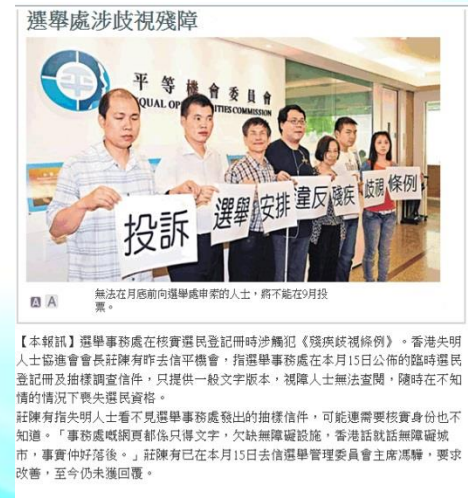 選舉處涉歧視殘障
平等機會委員會
EQUAL OPPORTUNITIES COMMISSION
投訴 選舉 安排 違反 殘疾 歧視 條例
A A
無法在月底前向選舉處申索的人士，將不能在9月投
票。
【本報訊】選舉事務處在核實選民登記冊時涉觸犯《殘疾歧視條例》。香港失明
人士協進會會長莊陳有昨去信平機會，指選舉事務處在本月15日公佈的臨時選民
登記冊及抽樣調查信件，只提供一般文字版本，視障人士無法查閱，隨時在不知
情的情況下喪失選民資格。
莊陳有指失明人士看不見選舉事務處發出的抽樣信件，可能連需要核實身份也不
知道。「事務處嘅網頁都係只得文字，欠缺無障礙設施，香港話就話無障礙城
市，事實仲好落後。」莊陳有已在本月15日去信選舉管理委員會主席馮驊，要求
改善，至今仍未獲回覆。